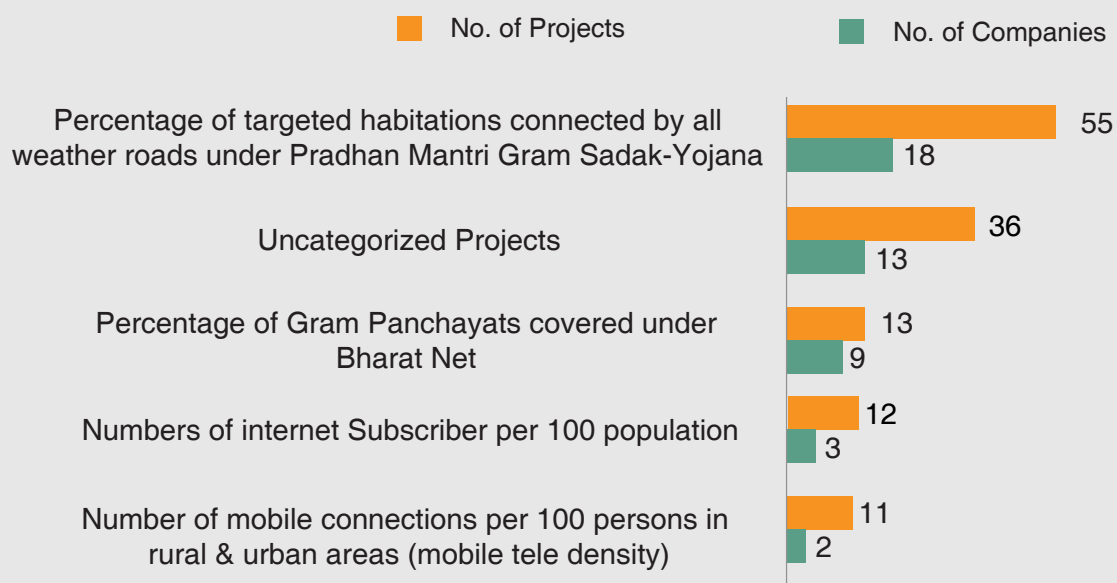 No. of Projects
No. of Companies
Percentage of targeted habitations connected by all
weather roads under Pradhan Mantri Gram Sadak-Yojana
55
18
Uncategorized Projects
36
13
Percentage of Gram Panchayats covered under
Bharat Net
13
9
Numbers of internet Subscriber per 100 population
12
3
Number of mobile connections per 100 persons in
rural & urban areas (mobile tele density)
11
2